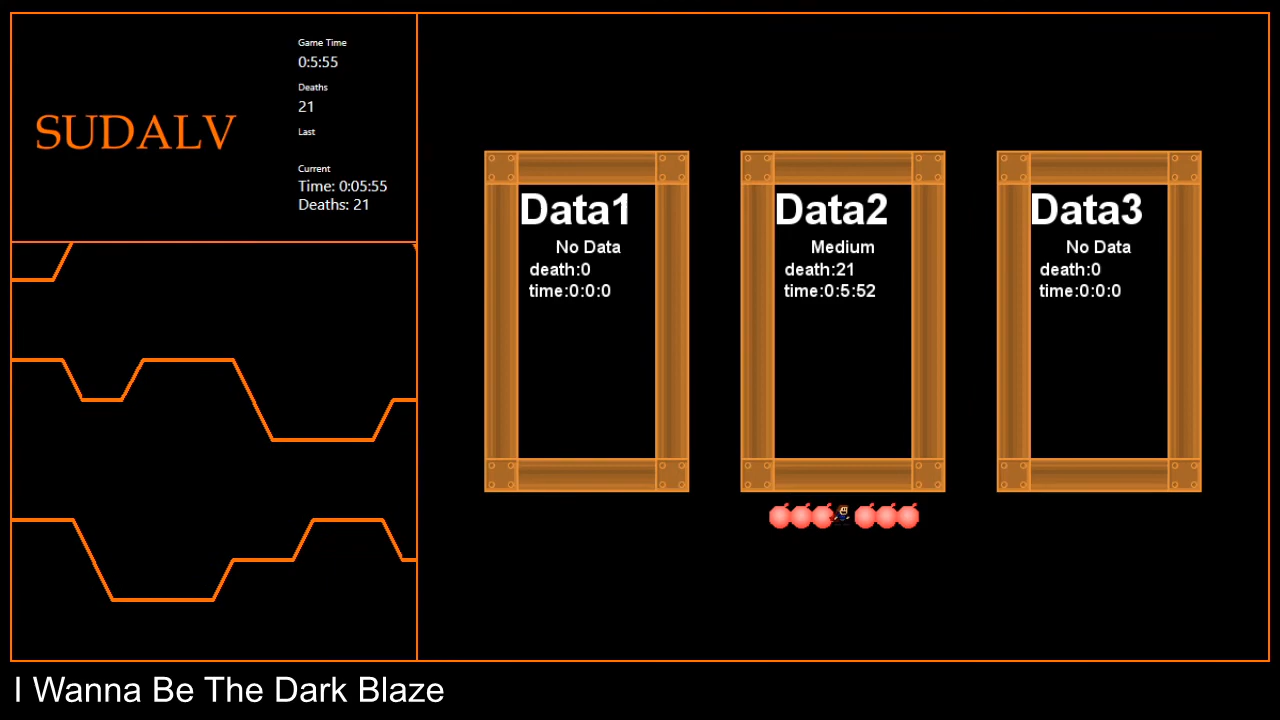 SUDALV
Game Time
0:5:55
Deaths
21
Last
Current
Time: 0:05:55
Deaths: 21
Data1
No Data
death:0
time:0:0:0
Data2
Medium
death:21
time:0:5:52
Data3
No Data
death:0
time:0:0:0
I Wanna Be The Dark Blaze